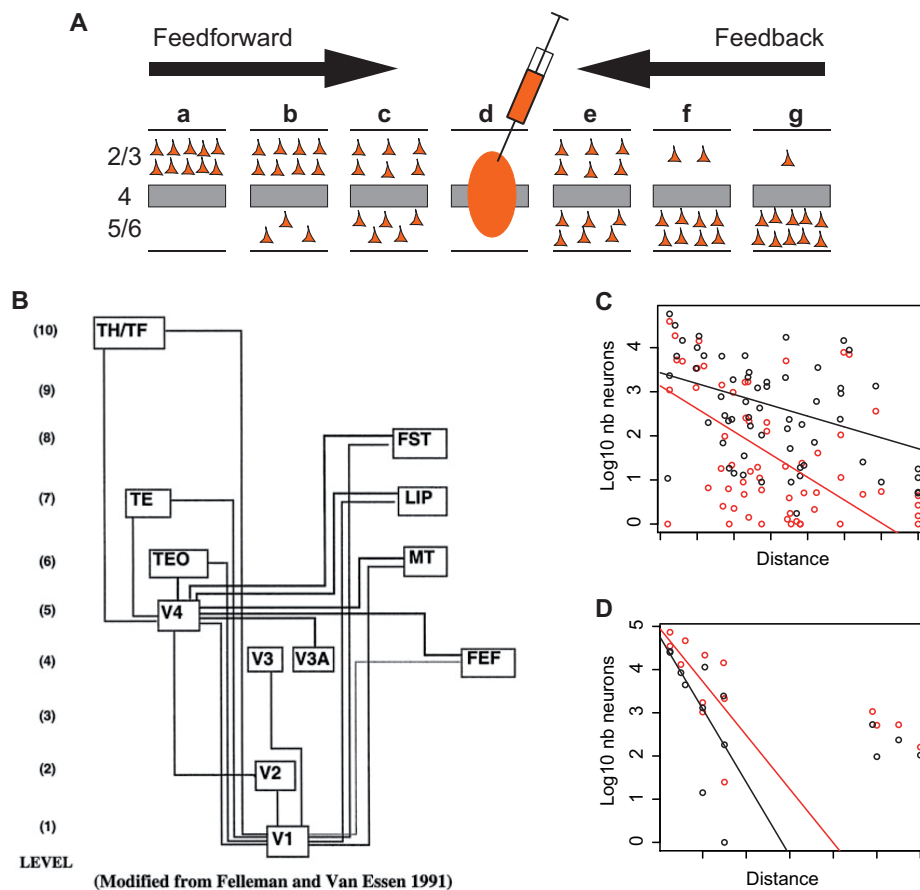 A
Feedforward
Feedback
a b c d e f g
2/3
4
5/6
B
(10) TH/TF
(9)
(8) FST
(7) TE LIP
(6) TEO MT
(5) V4
(4) V3 V3A FEF
(3)
(2) V2
(1) V1
LEVEL
(Modified from Felleman and Van Essen 1991)
C
Log10 nb neurons
4
3
2
1
0
Distance
D
Log10 nb neurons
5
4
3
2
1
0
Distance